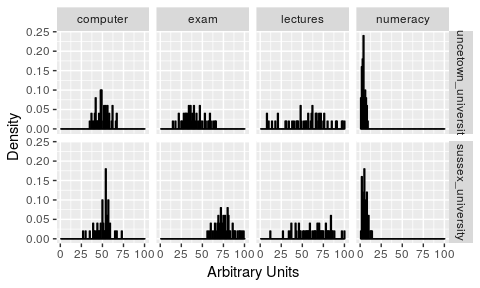 computer exam lectures numeracy
0.25
0.20
0.15
0.10
0.05
0.00
uncetown_universit
0.25
0.20
0.15
0.10
0.05
0.00
sussex_university
Density
0 25 50 75 100 0 25 50 75 100 0 25 50 75 100 0 25 50 75 100
Arbitrary Units